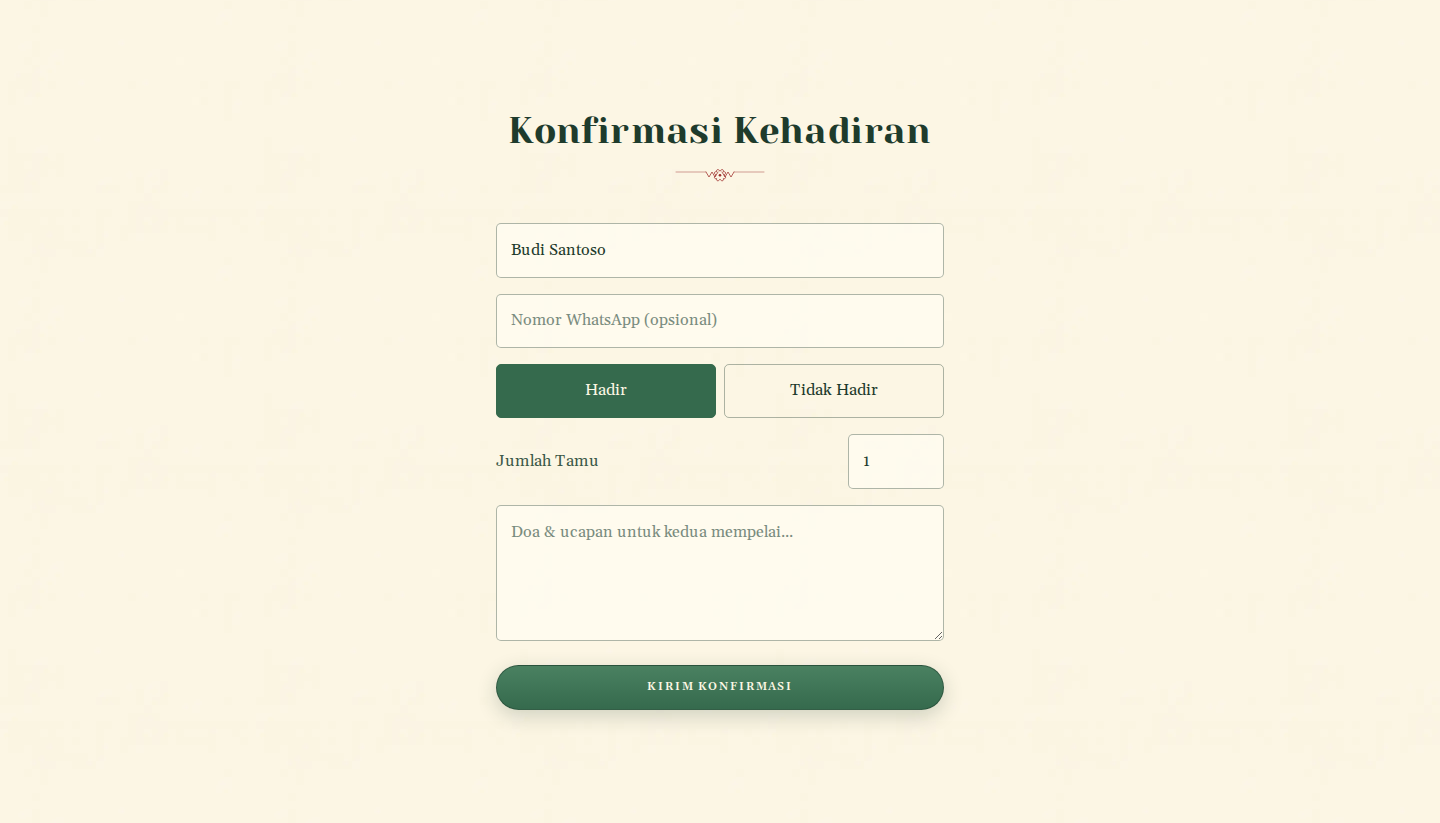 Konfirmasi Kehadiran
Budi Santoso
Nomor WhatsApp (opsional)
Hadir
Tidak Hadir
Jumlah Tamu
1
Doa & ucapan untuk kedua mempelai...
KIRIM KONFIRMASI